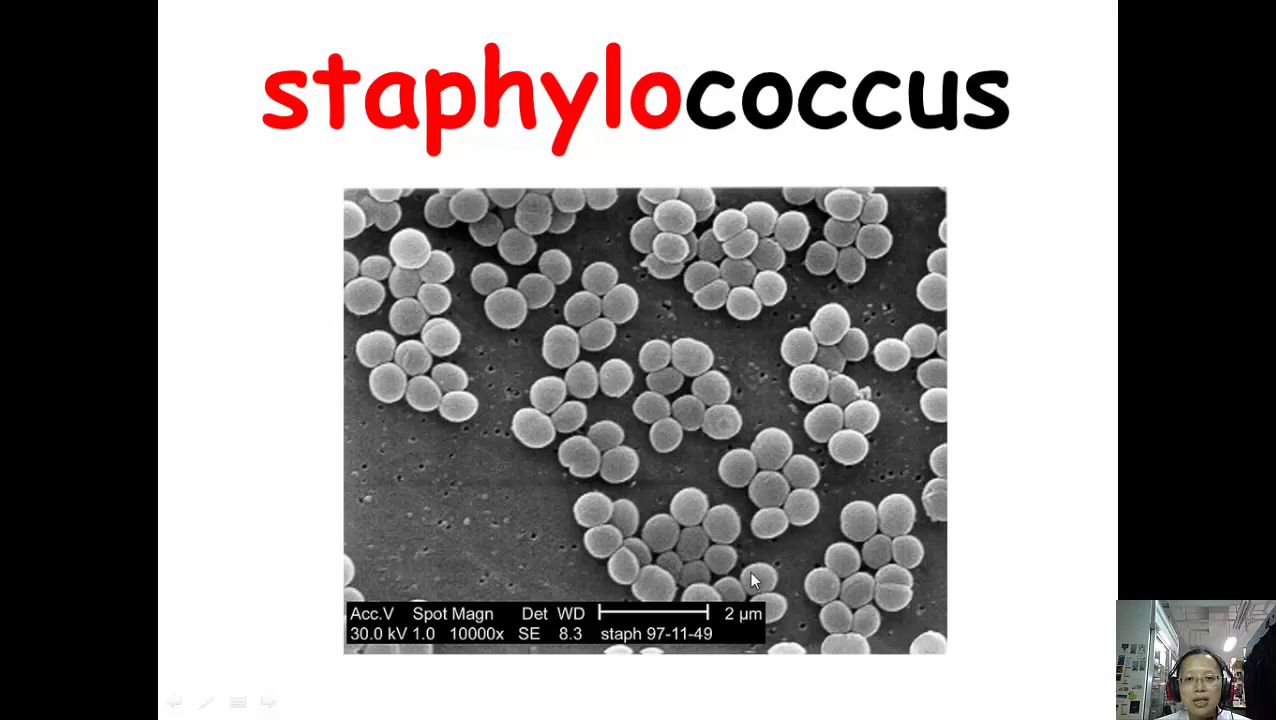 staphylococcus
Acc.V Spot Magn Det WD 2 µm
30.0 kV 1.0 10000x SE 8.3 staph 97-11-49